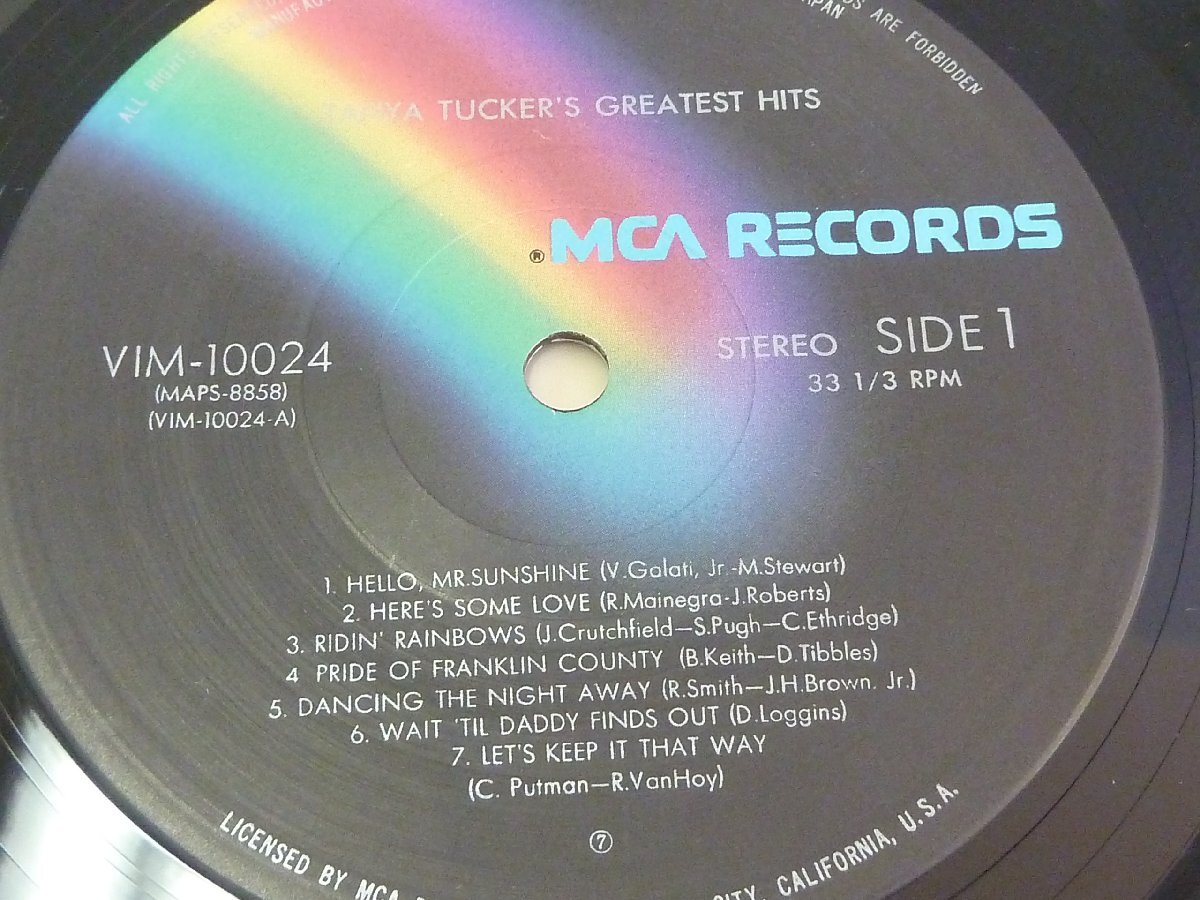 ALL RIGHTS
JAPAN
ARE FORBIDDEN
TUCKER'S GREATEST HITS
® MCA RECORDS
STEREO SIDE 1
33 1/3 RPM
VIM-10024
(MAPS-8858)
(VIM-10024-A)
1. HELLO, MR.SUNSHINE (V.Galati, Jr.-M.Stewart)
2. HERE'S SOME LOVE (R.Mainegra-J.Roberts)
3. RIDIN' RAINBOWS (J.Crutchfield—S.Pugh—C.Ethridge)
4 PRIDE OF FRANKLIN COUNTY (B.Keith—D.Tibbles)
5. DANCING THE NIGHT AWAY (R.Smith—J.H.Brown. Jr.)
6. WAIT 'TIL DADDY FINDS OUT (D.Loggins)
7. LET'S KEEP IT THAT WAY
(C. Putman—R.VanHoy)
⑦
LICENSED BY MCA
CITY, CALIFORNIA, U.S.A.